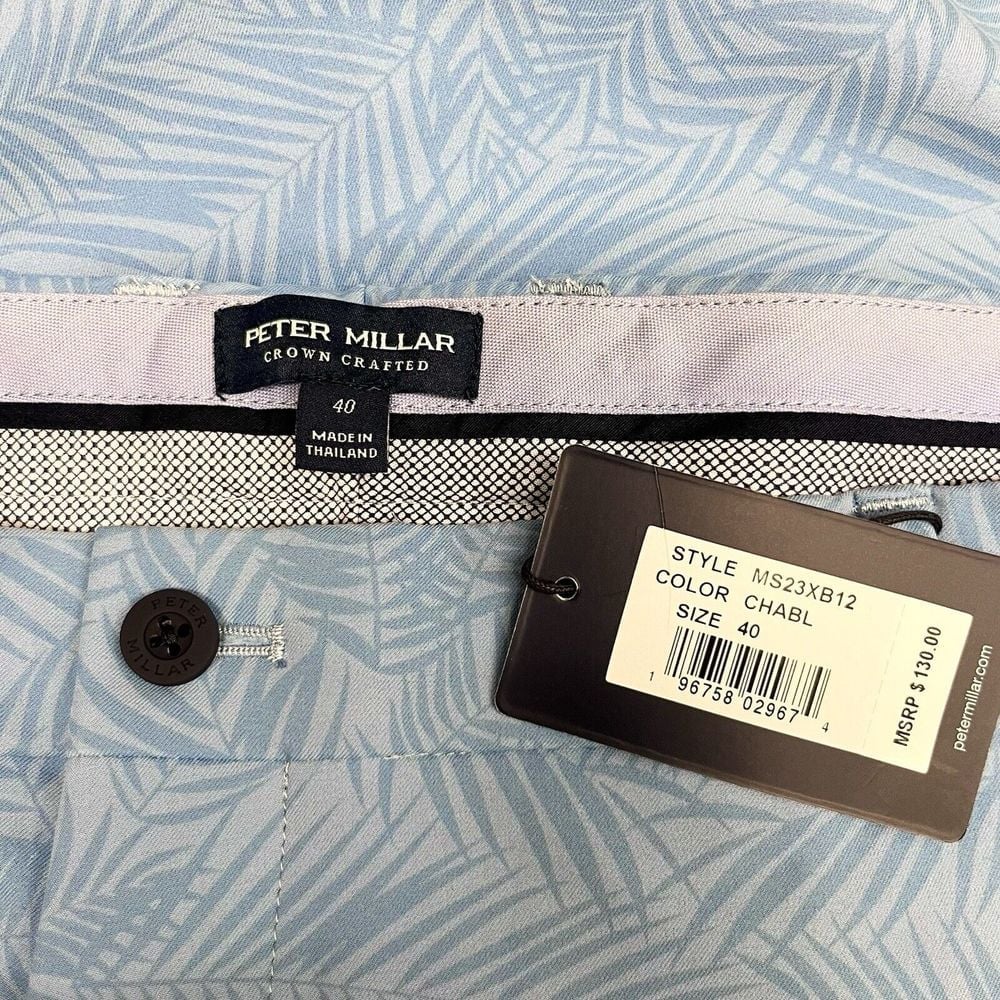 PETER MILLAR
CROWN CRAFTED
40
MADE IN
THAILAND
PETER
MILLAR
STYLE MS23XB12
COLOR CHABL
SIZE 40
1 96758 02967 4
MSRP $ 130.00
petermillar.com